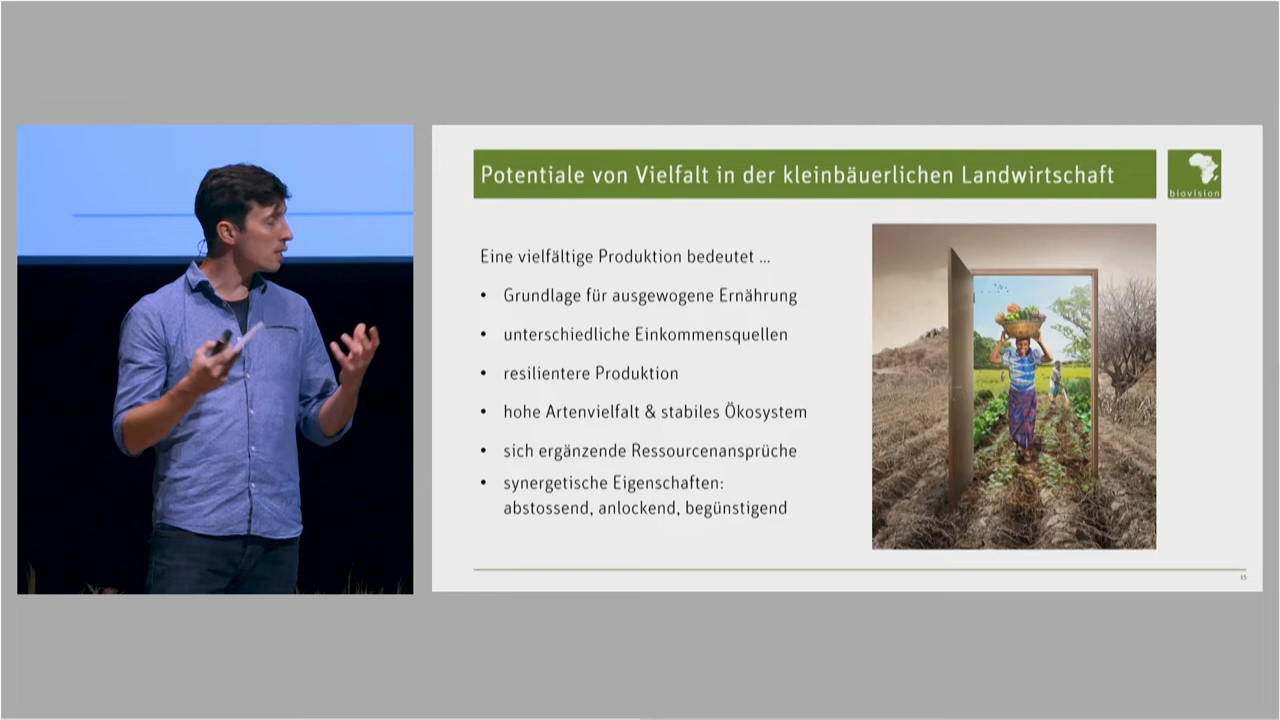 Potentiale von Vielfalt in der kleinbäuerlichen Landwirtschaft
biovision
Eine vielfältige Produktion bedeutet ...
• Grundlage für ausgewogene Ernährung
• unterschiedliche Einkommensquellen
• resilientere Produktion
• hohe Artenvielfalt & stabiles Ökosystem
• sich ergänzende Ressourcenansprüche
• synergetische Eigenschaften:
abstossend, anlockend, begünstigend
15